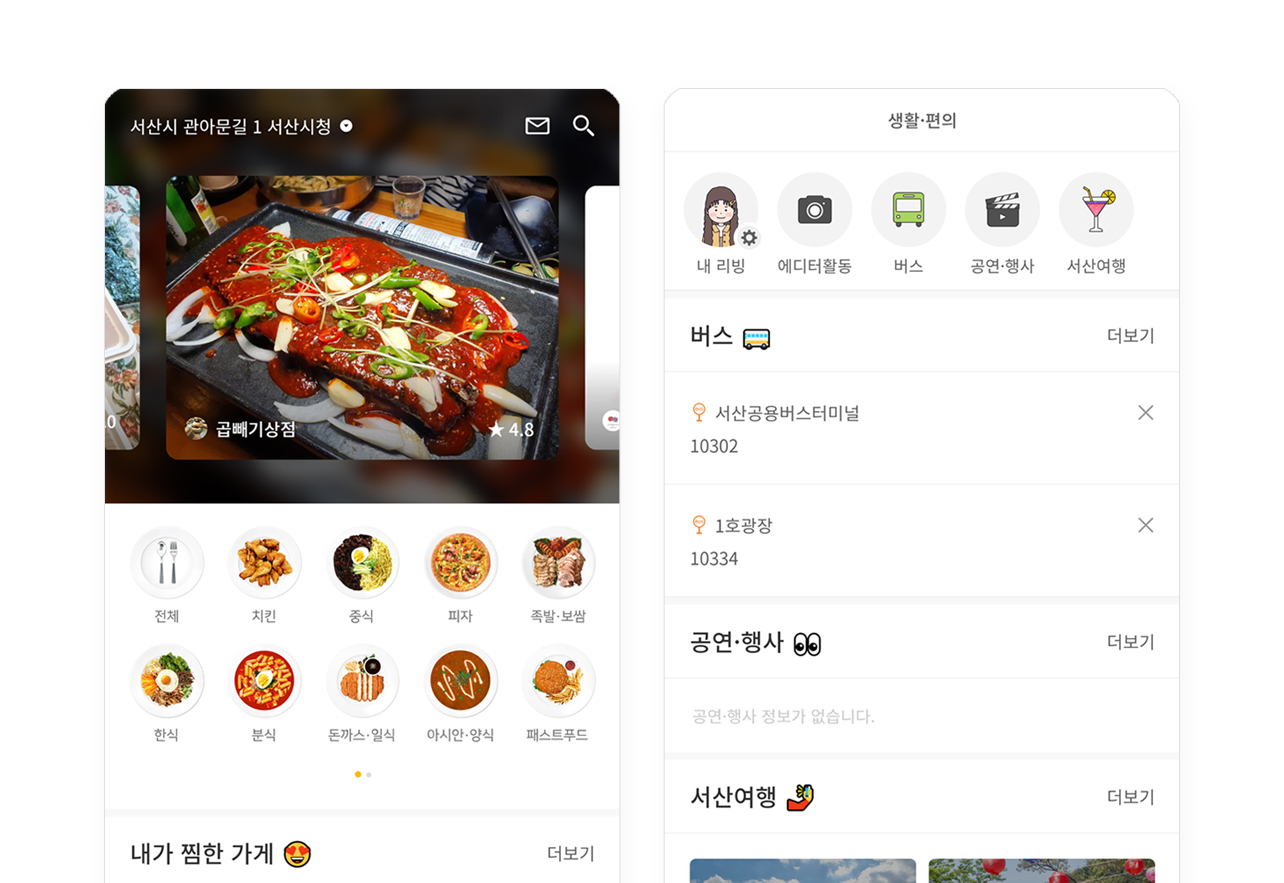 서산시 관아문길 1 서산시청
.0
곱빼기상점
★ 4.8
전체
치킨
중식
피자
족발·보쌈
한식
분식
돈까스·일식
아시안·양식
패스트푸드
내가 찜한 가게 😍
더보기
생활·편의
내 리빙
에디터활동
버스
공연·행사
서산여행
버스 🚌
더보기
서산공용버스터미널
10302
1호광장
10334
공연·행사 👀
더보기
공연·행사 정보가 없습니다.
서산여행 🤳
더보기